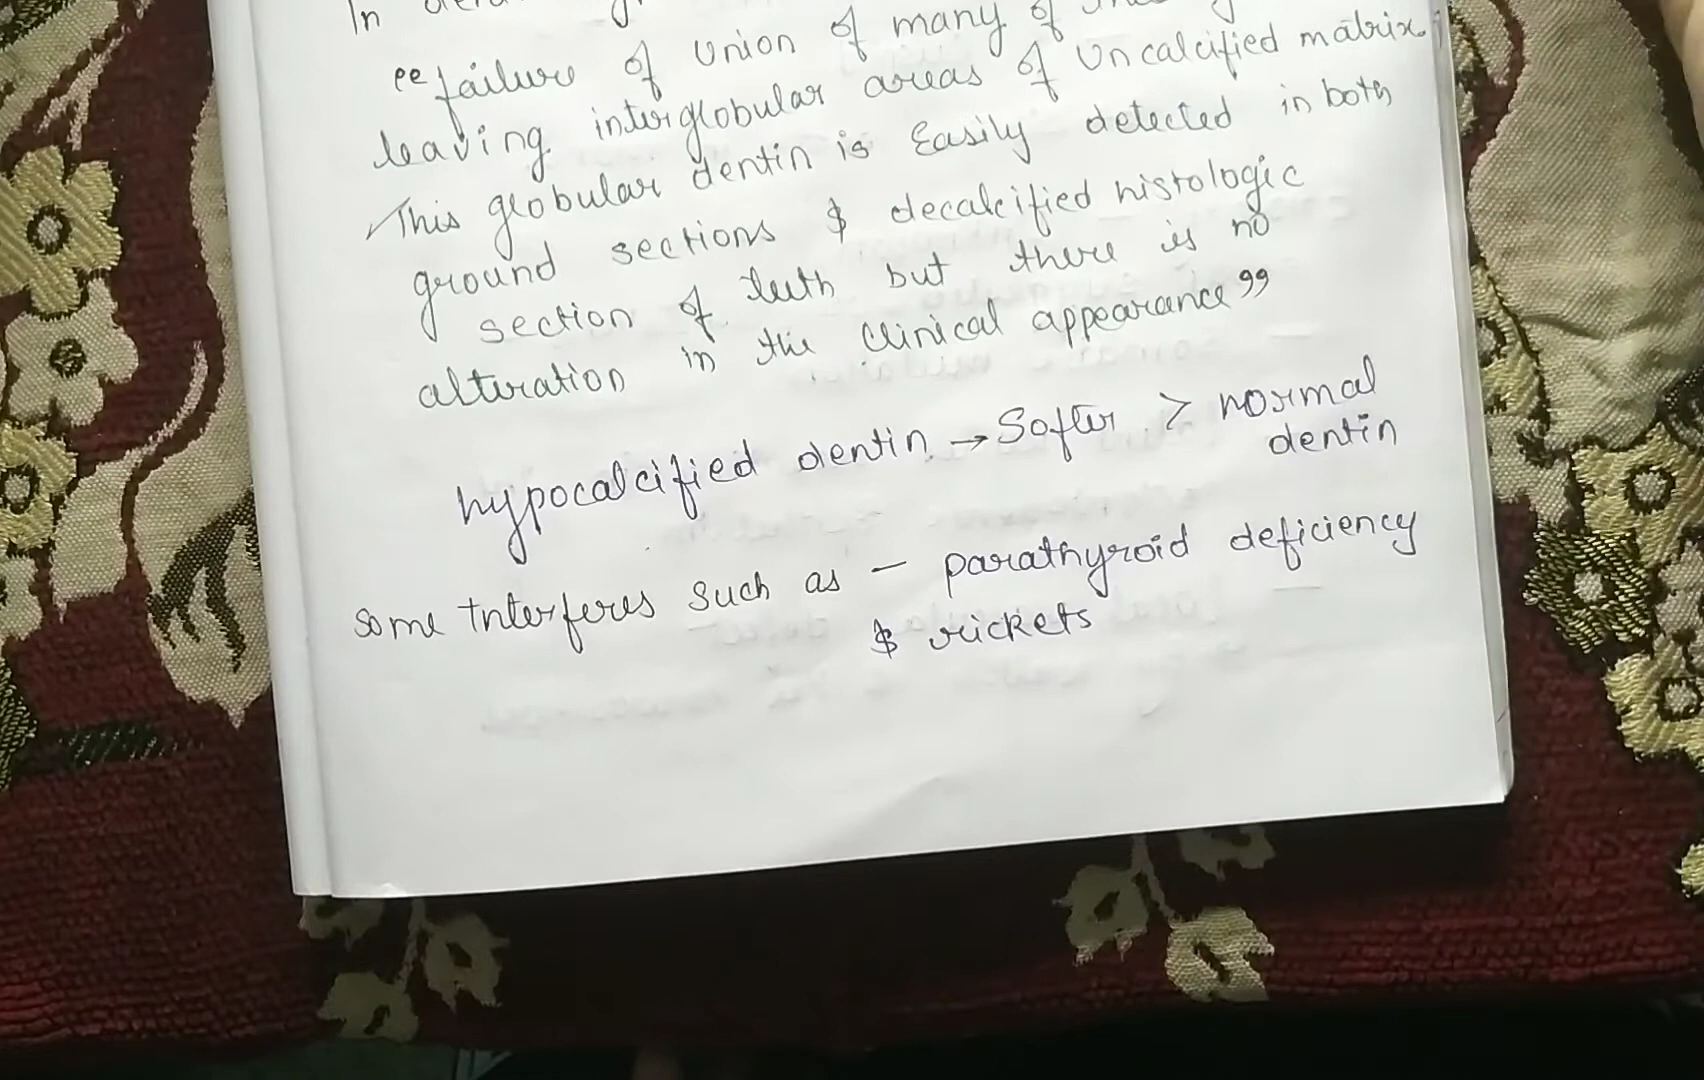 In
“failure of union of many of
leaving interglobular areas of Uncalcified matrix.
This globular dentin is Easily detected in both
ground sections & decalcified histologic
section of teeth but there is no
alteration in the clinical appearance”
hypocalcified dentin → Softer > normal
dentin
some Interferes such as – parathyroid deficiency
& rickets